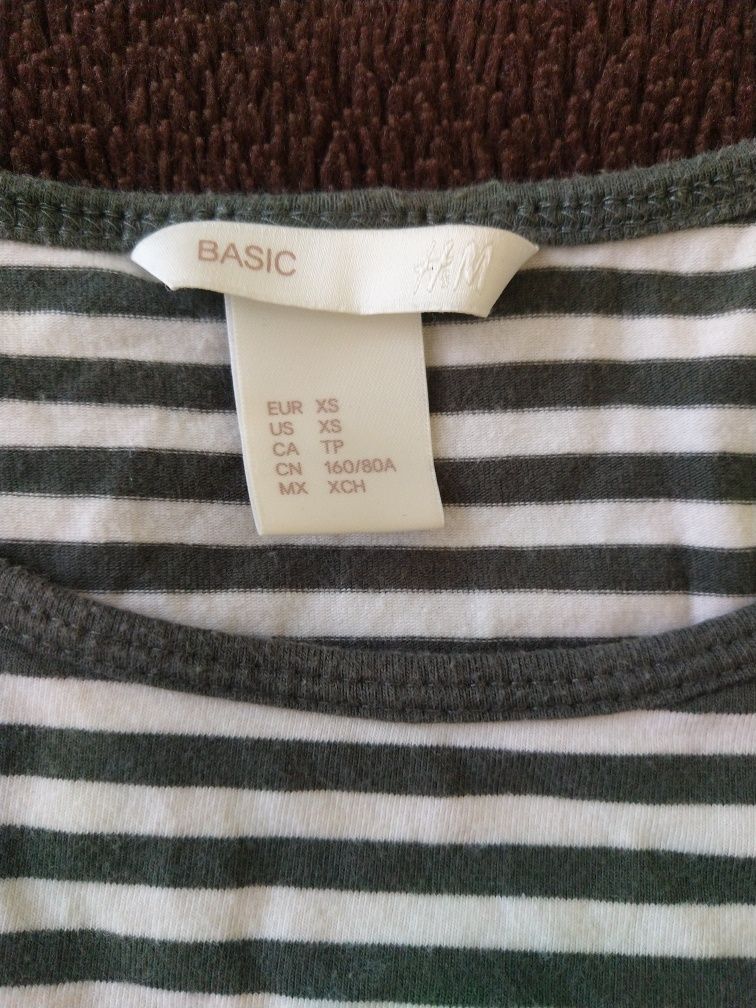 BASIC H&M
EUR XS
US XS
CA TP
CN 160/80A
MX XCH